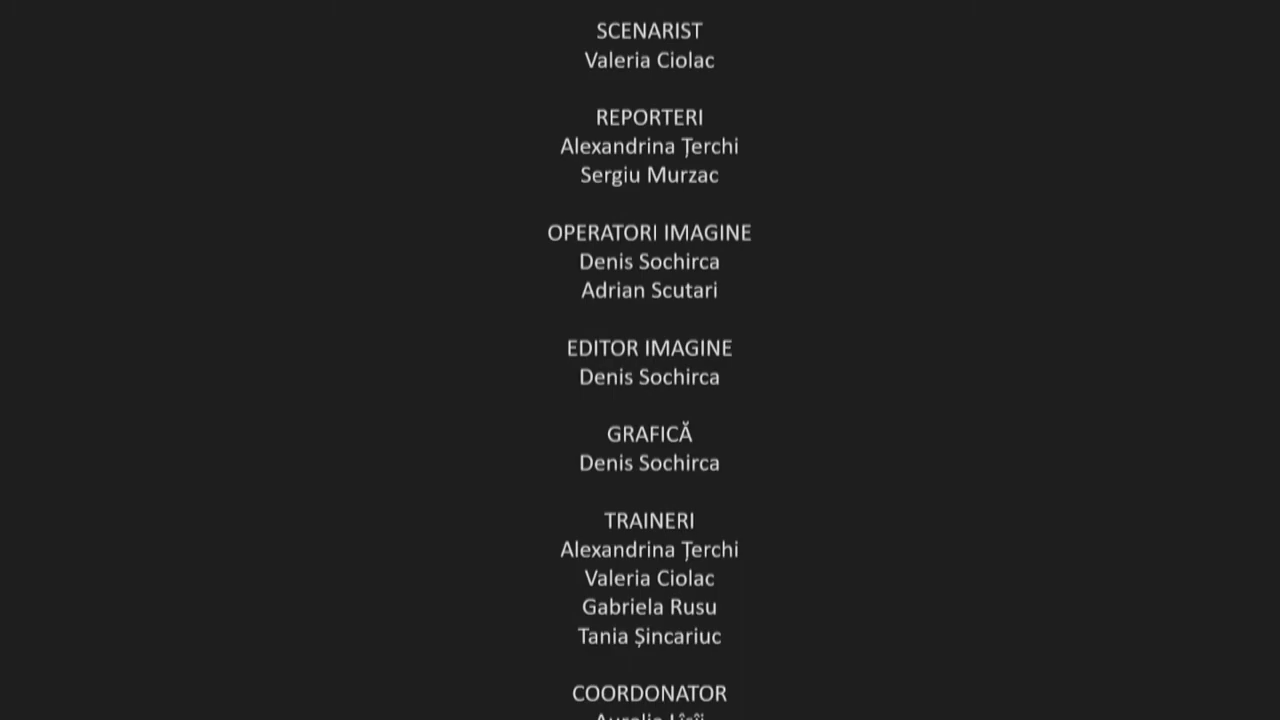 SCENARIST
Valeria Ciolac
REPORTERI
Alexandrina Țerchi
Sergiu Murzac
OPERATORI IMAGINE
Denis Sochirca
Adrian Scutari
EDITOR IMAGINE
Denis Sochirca
GRAFICĂ
Denis Sochirca
TRAINERI
Alexandrina Țerchi
Valeria Ciolac
Gabriela Rusu
Tania Șincariuc
COORDONATOR